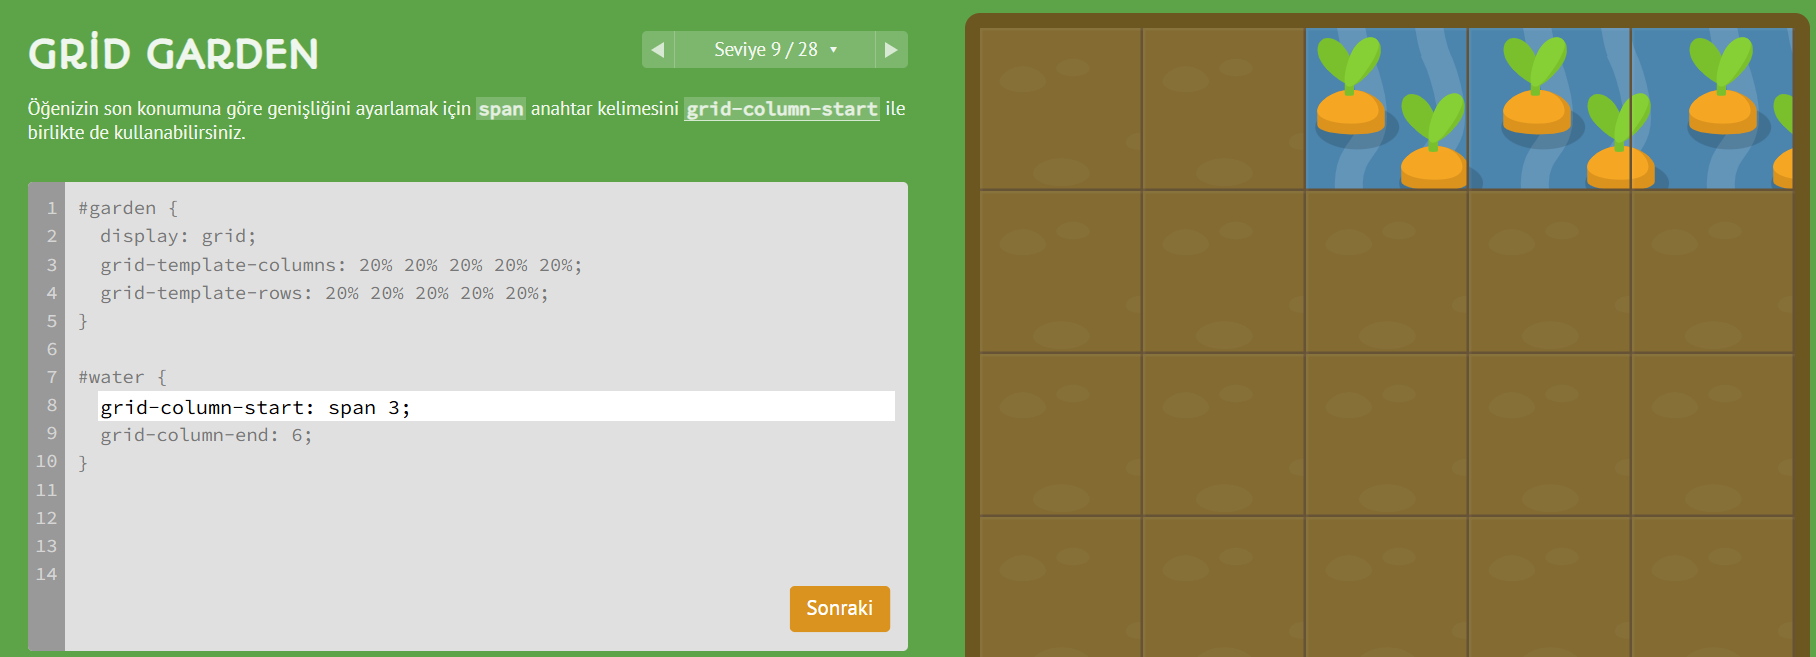 GRİD GARDEN
◀ Seviye 9 / 28 ▼ ▶
Öğenizin son konumuna göre genişliğini ayarlamak için span anahtar kelimesini grid-column-start ile
birlikte de kullanabilirsiniz.
1 #garden {
2 display: grid;
3 grid-template-columns: 20% 20% 20% 20% 20%;
4 grid-template-rows: 20% 20% 20% 20% 20%;
5 }
6
7 #water {
8 grid-column-start: span 3;
9 grid-column-end: 6;
10 }
11
12
13
14
Sonraki